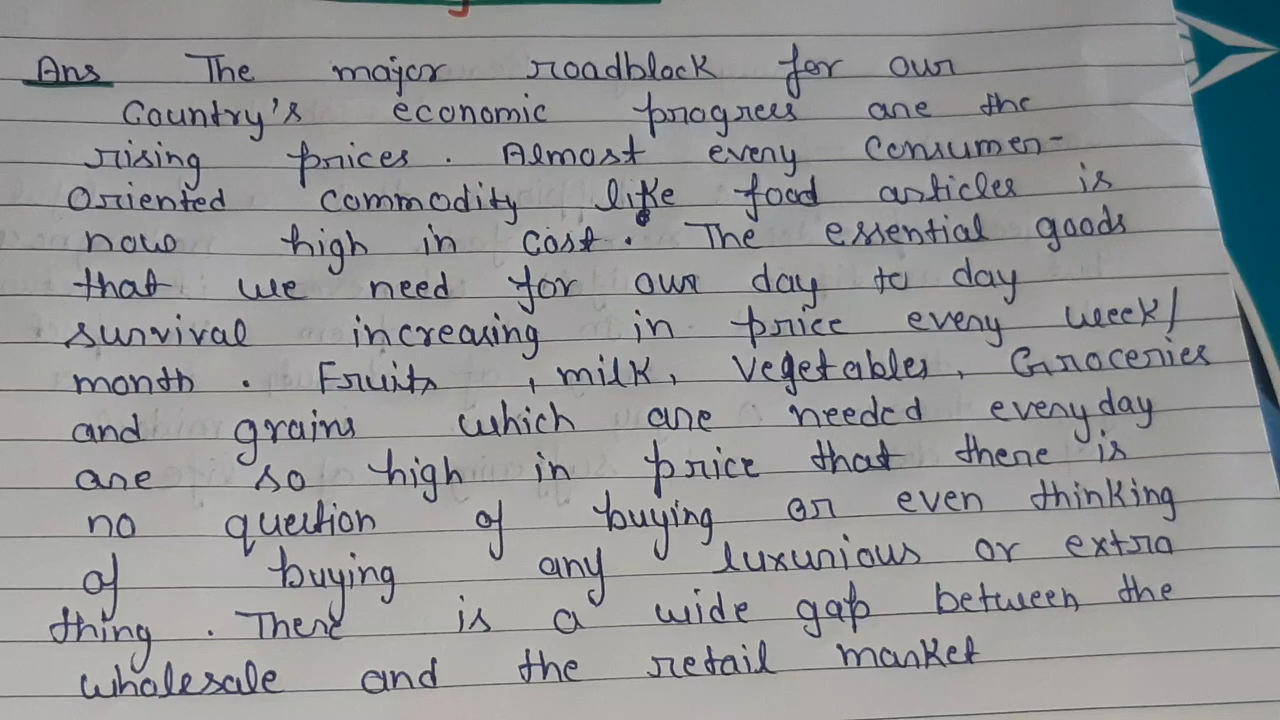 Ans The major roadblock for our
Country's economic progress are the
rising prices. Almost every consumer-
oriented commodity like food articles is
now high in cost. The essential goods
that we need for our day to day
survival increasing in price every week/
month. Fruits, milk, vegetables, Groceries
and grains which are needed everyday
are so high in price that there is
no question of buying or even thinking
of buying any luxurious or extra
thing. There is a wide gap between the
wholesale and the retail market